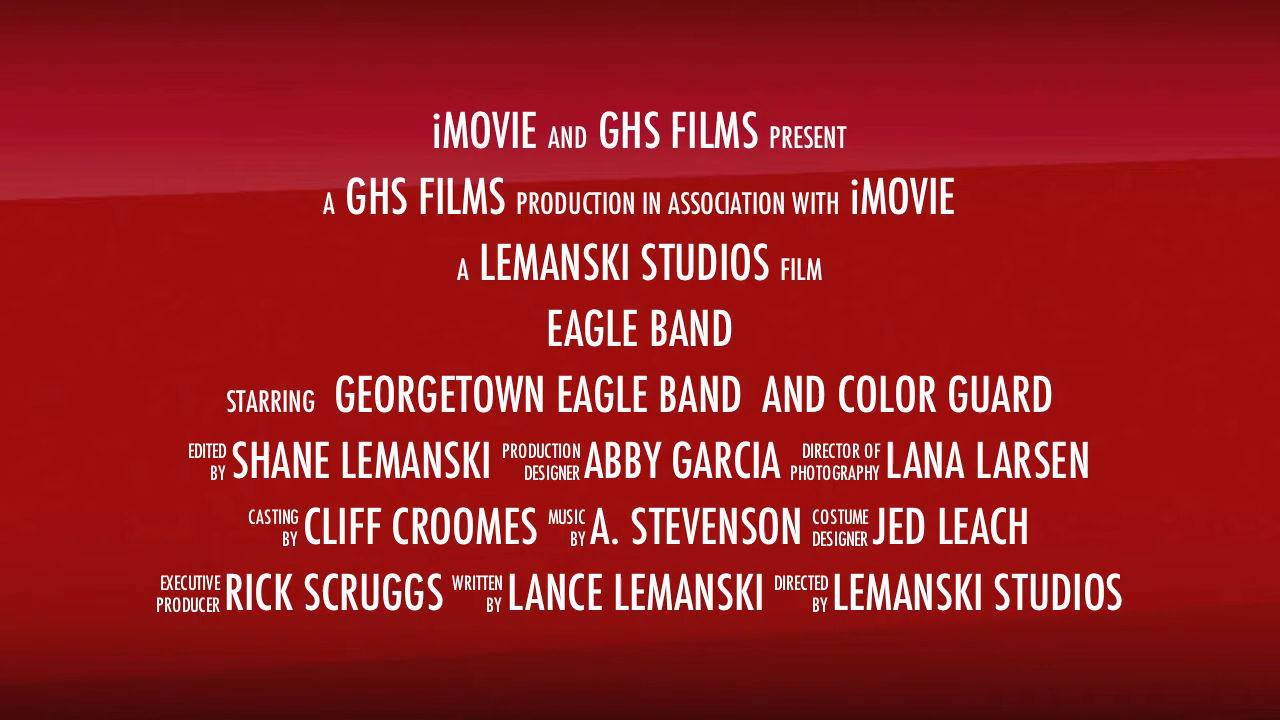 iMOVIE AND GHS FILMS PRESENT
A GHS FILMS PRODUCTION IN ASSOCIATION WITH iMOVIE
A LEMANSKI STUDIOS FILM
EAGLE BAND
STARRING GEORGETOWN EAGLE BAND AND COLOR GUARD
EDITED BY SHANE LEMANSKI PRODUCTION DESIGNER ABBY GARCIA DIRECTOR OF PHOTOGRAPHY LANA LARSEN
CASTING BY CLIFF CROOMES MUSIC BY A. STEVENSON COSTUME DESIGNER JED LEACH
EXECUTIVE PRODUCER RICK SCRUGGS WRITTEN BY LANCE LEMANSKI DIRECTED BY LEMANSKI STUDIOS